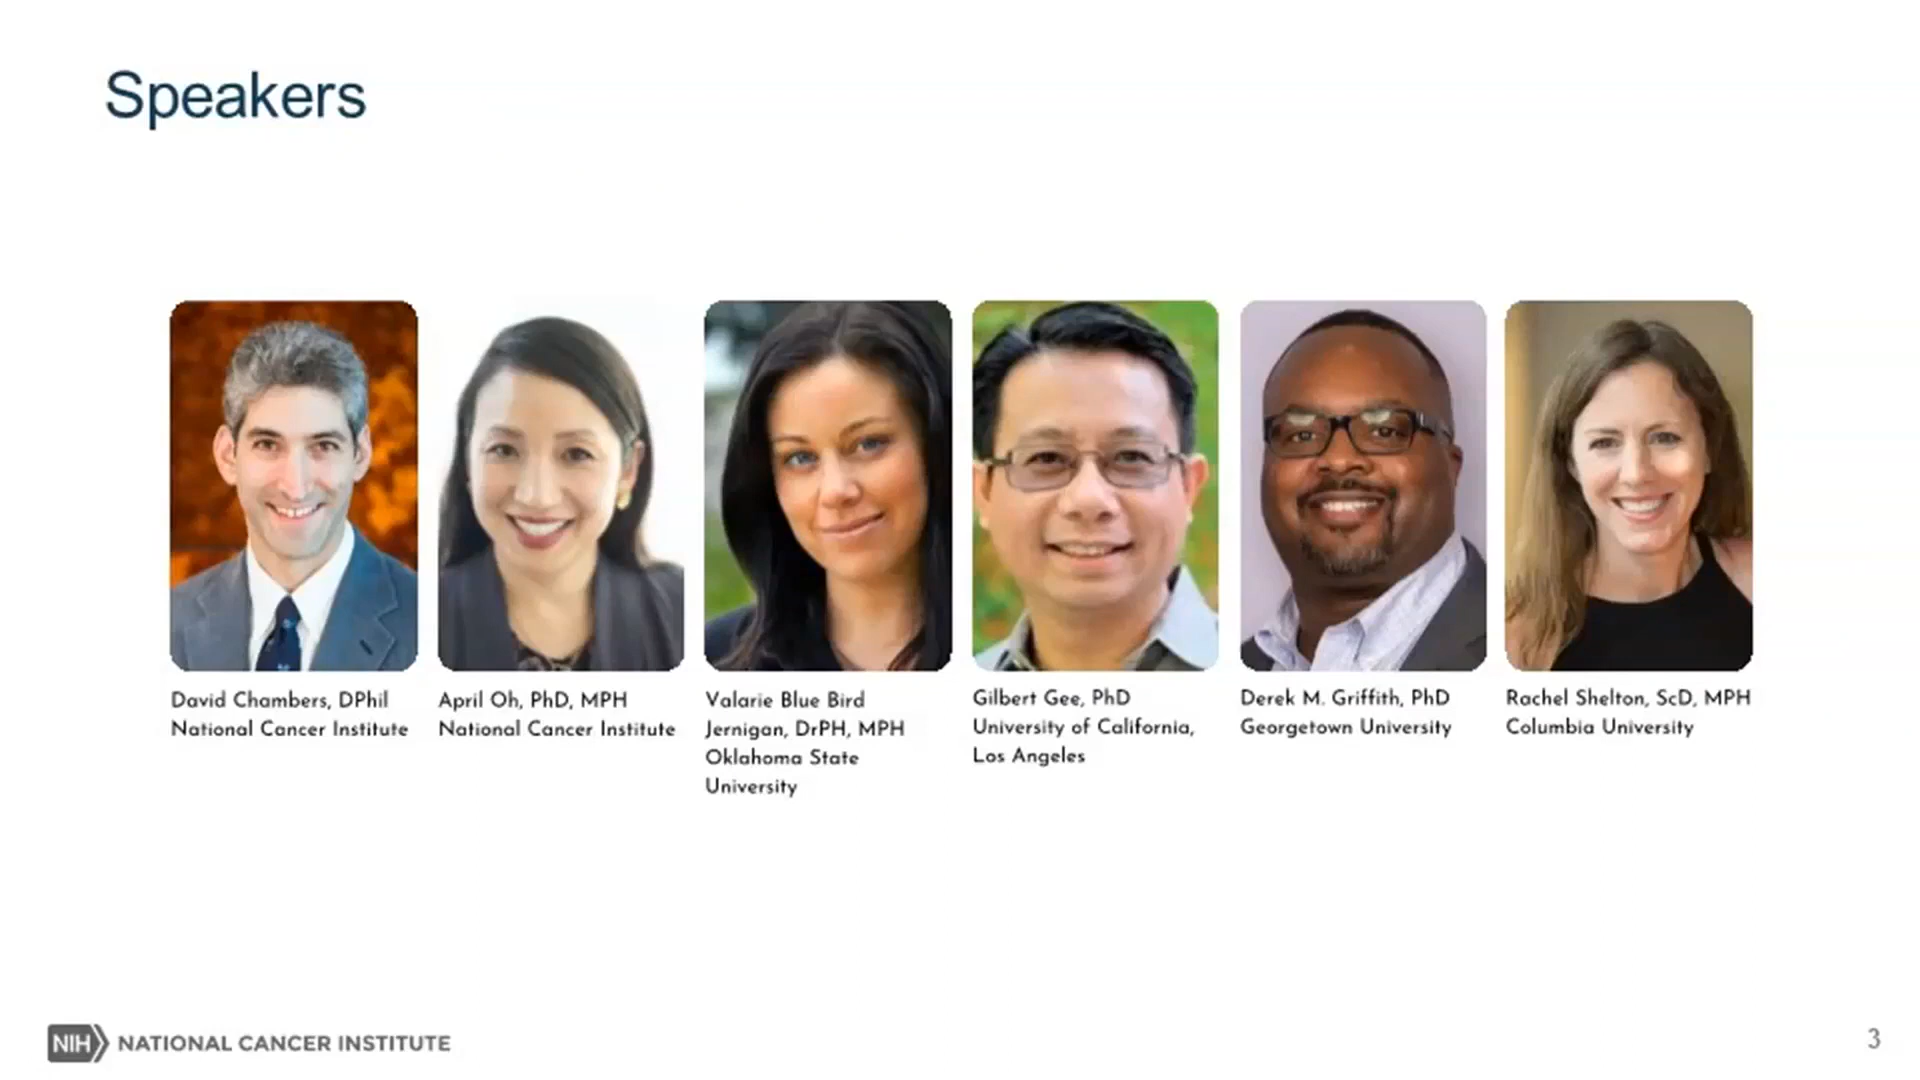 Speakers
David Chambers, DPhil
National Cancer Institute
April Oh, PhD, MPH
National Cancer Institute
Valarie Blue Bird
Jernigan, DrPH, MPH
Oklahoma State
University
Gilbert Gee, PhD
University of California,
Los Angeles
Derek M. Griffith, PhD
Georgetown University
Rachel Shelton, ScD, MPH
Columbia University
NIH NATIONAL CANCER INSTITUTE
3